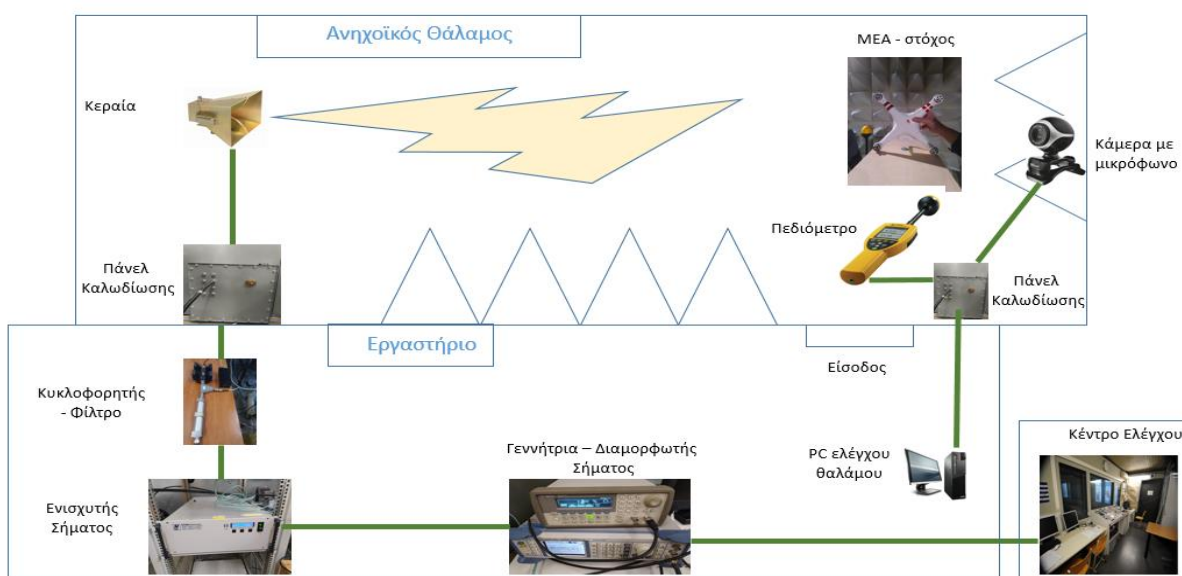 Ανηχοϊκός Θάλαμος
ΜΕΑ - στόχος
Κεραία
Κάμερα με
μικρόφωνο
Πεδιόμετρο
Πάνελ
Καλωδίωσης
Πάνελ
Καλωδίωσης
Εργαστήριο
Είσοδος
Κυκλοφορητής
- Φίλτρο
Γεννήτρια – Διαμορφωτής
Σήματος
PC ελέγχου
θαλάμου
Κέντρο Ελέγχου
Ενισχυτής
Σήματος